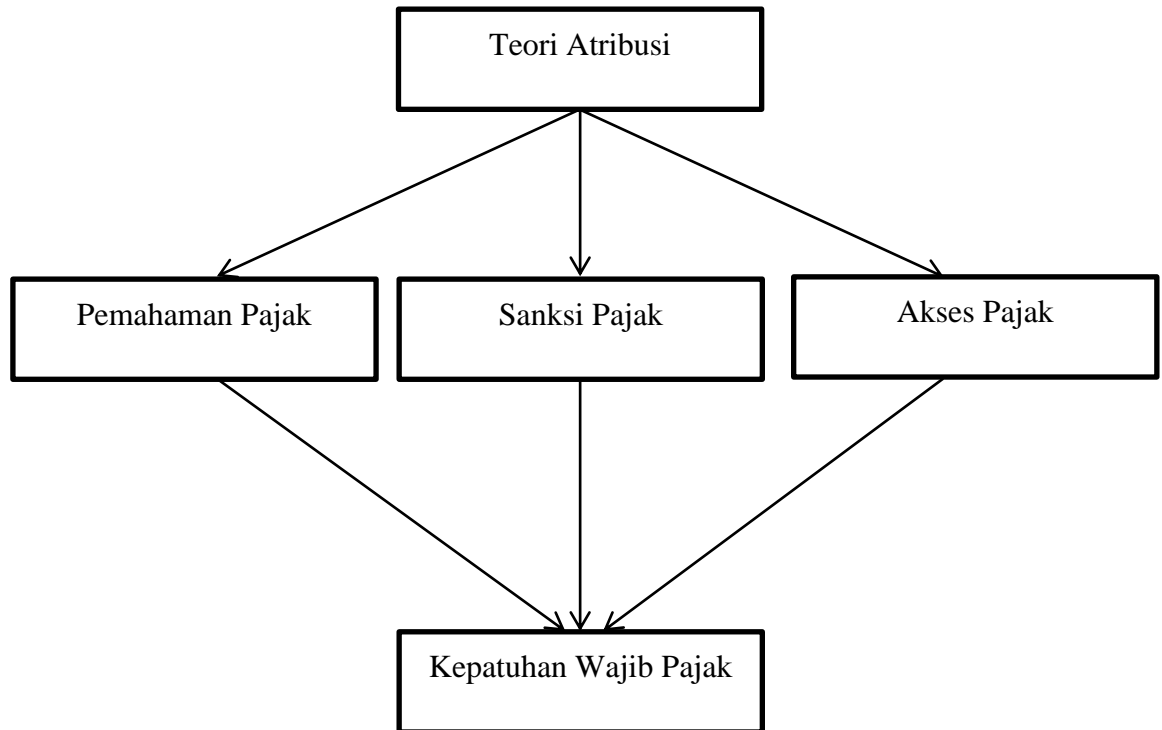 Teori Atribusi
Pemahaman Pajak
Sanksi Pajak
Akses Pajak
Kepatuhan Wajib Pajak